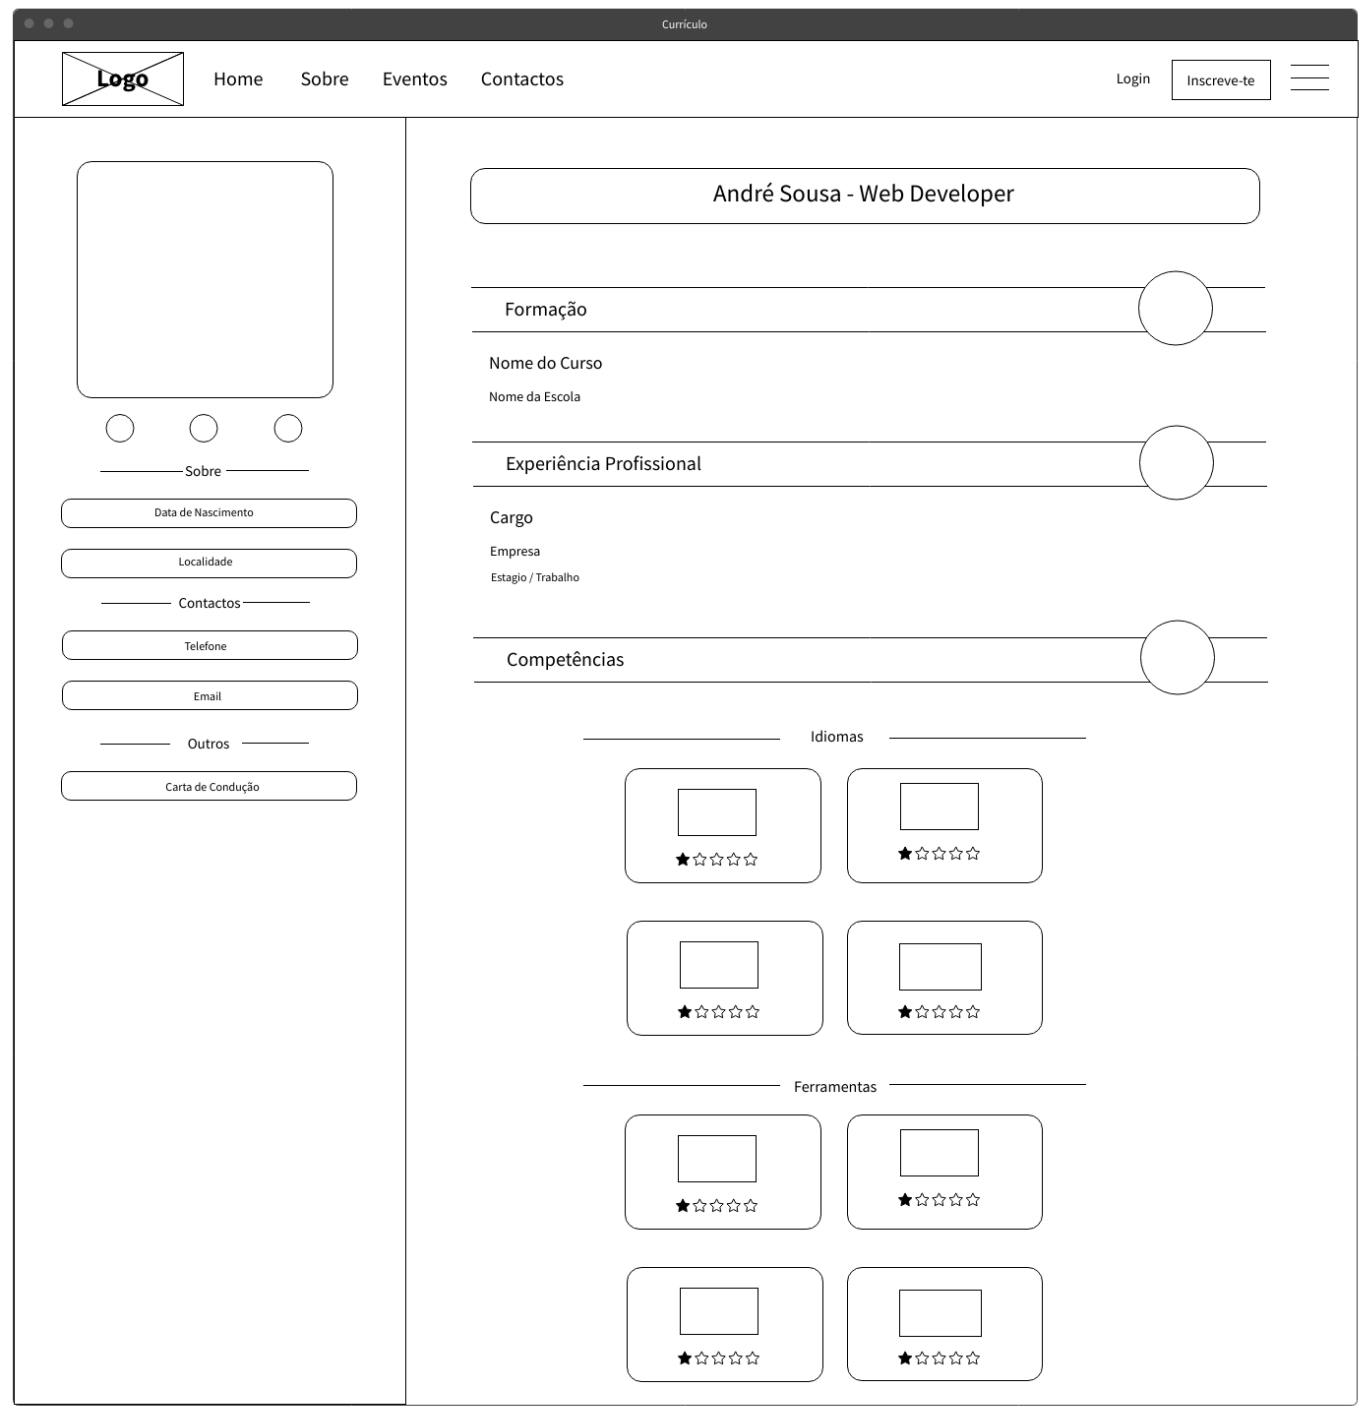 Currículo
Logo
Home Sobre Eventos Contactos
Login Inscreve-te
Sobre
Data de Nascimento
Localidade
Contactos
Telefone
Email
Outros
Carta de Condução
André Sousa - Web Developer
Formação
Nome do Curso
Nome da Escola
Experiência Profissional
Cargo
Empresa
Estagio / Trabalho
Competências
Idiomas
Ferramentas